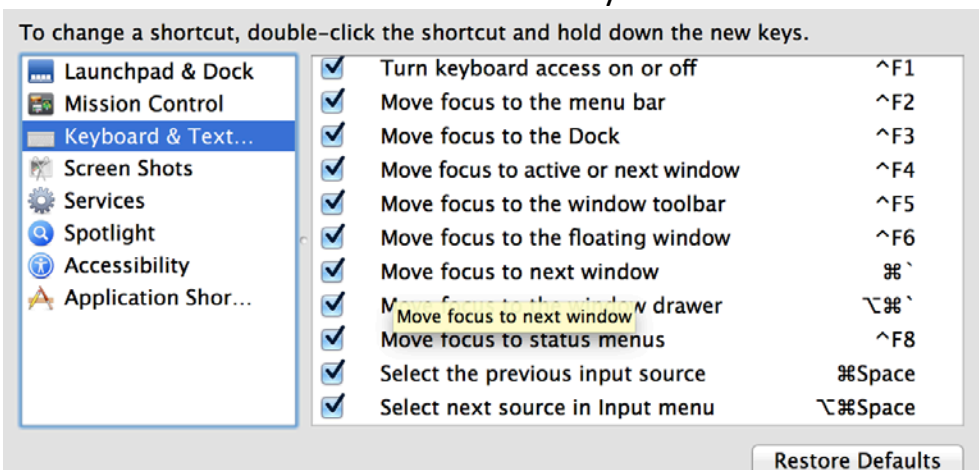 To change a shortcut, double-click the shortcut and hold down the new keys.
Launchpad & Dock
Mission Control
Keyboard & Text...
Screen Shots
Services
Spotlight
Accessibility
Application Shor...
Turn keyboard access on or off ^F1
Move focus to the menu bar ^F2
Move focus to the Dock ^F3
Move focus to active or next window ^F4
Move focus to the window toolbar ^F5
Move focus to the floating window ^F6
Move focus to next window ⌘`
Move focus to the window drawer ⌥⌘`
Move focus to next window
Move focus to status menus ^F8
Select the previous input source ⌘Space
Select next source in Input menu ⌥⌘Space
Restore Defaults